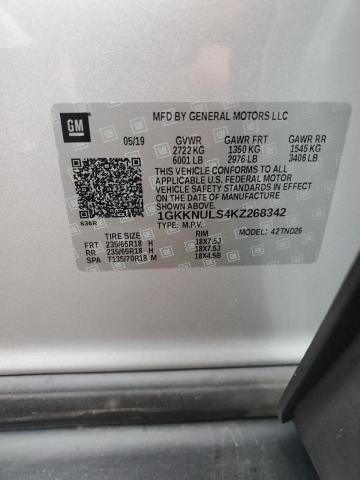 GM
MFD BY GENERAL MOTORS LLC
05/19 GVWR GAWR FRT GAWR RR
2722 KG 1350 KG 1545 KG
6001 LB 2976 LB 3406 LB
THIS VEHICLE CONFORMS TO ALL
APPLICABLE U.S. FEDERAL MOTOR
VEHICLE SAFETY STANDARDS IN
EFFECT ON THE DATE OF MANUFACTURE
SHOWN ABOVE.
636R
1GKKNULS4KZ268342
TYPE: M.P.V. MODEL: 42TND26
TIRE SIZE RIM
FRT 235/65R18 H 18X7.5J
RR 235/65R18 H 18X7.5J
SPA T135/70R18 M 18X4.5B